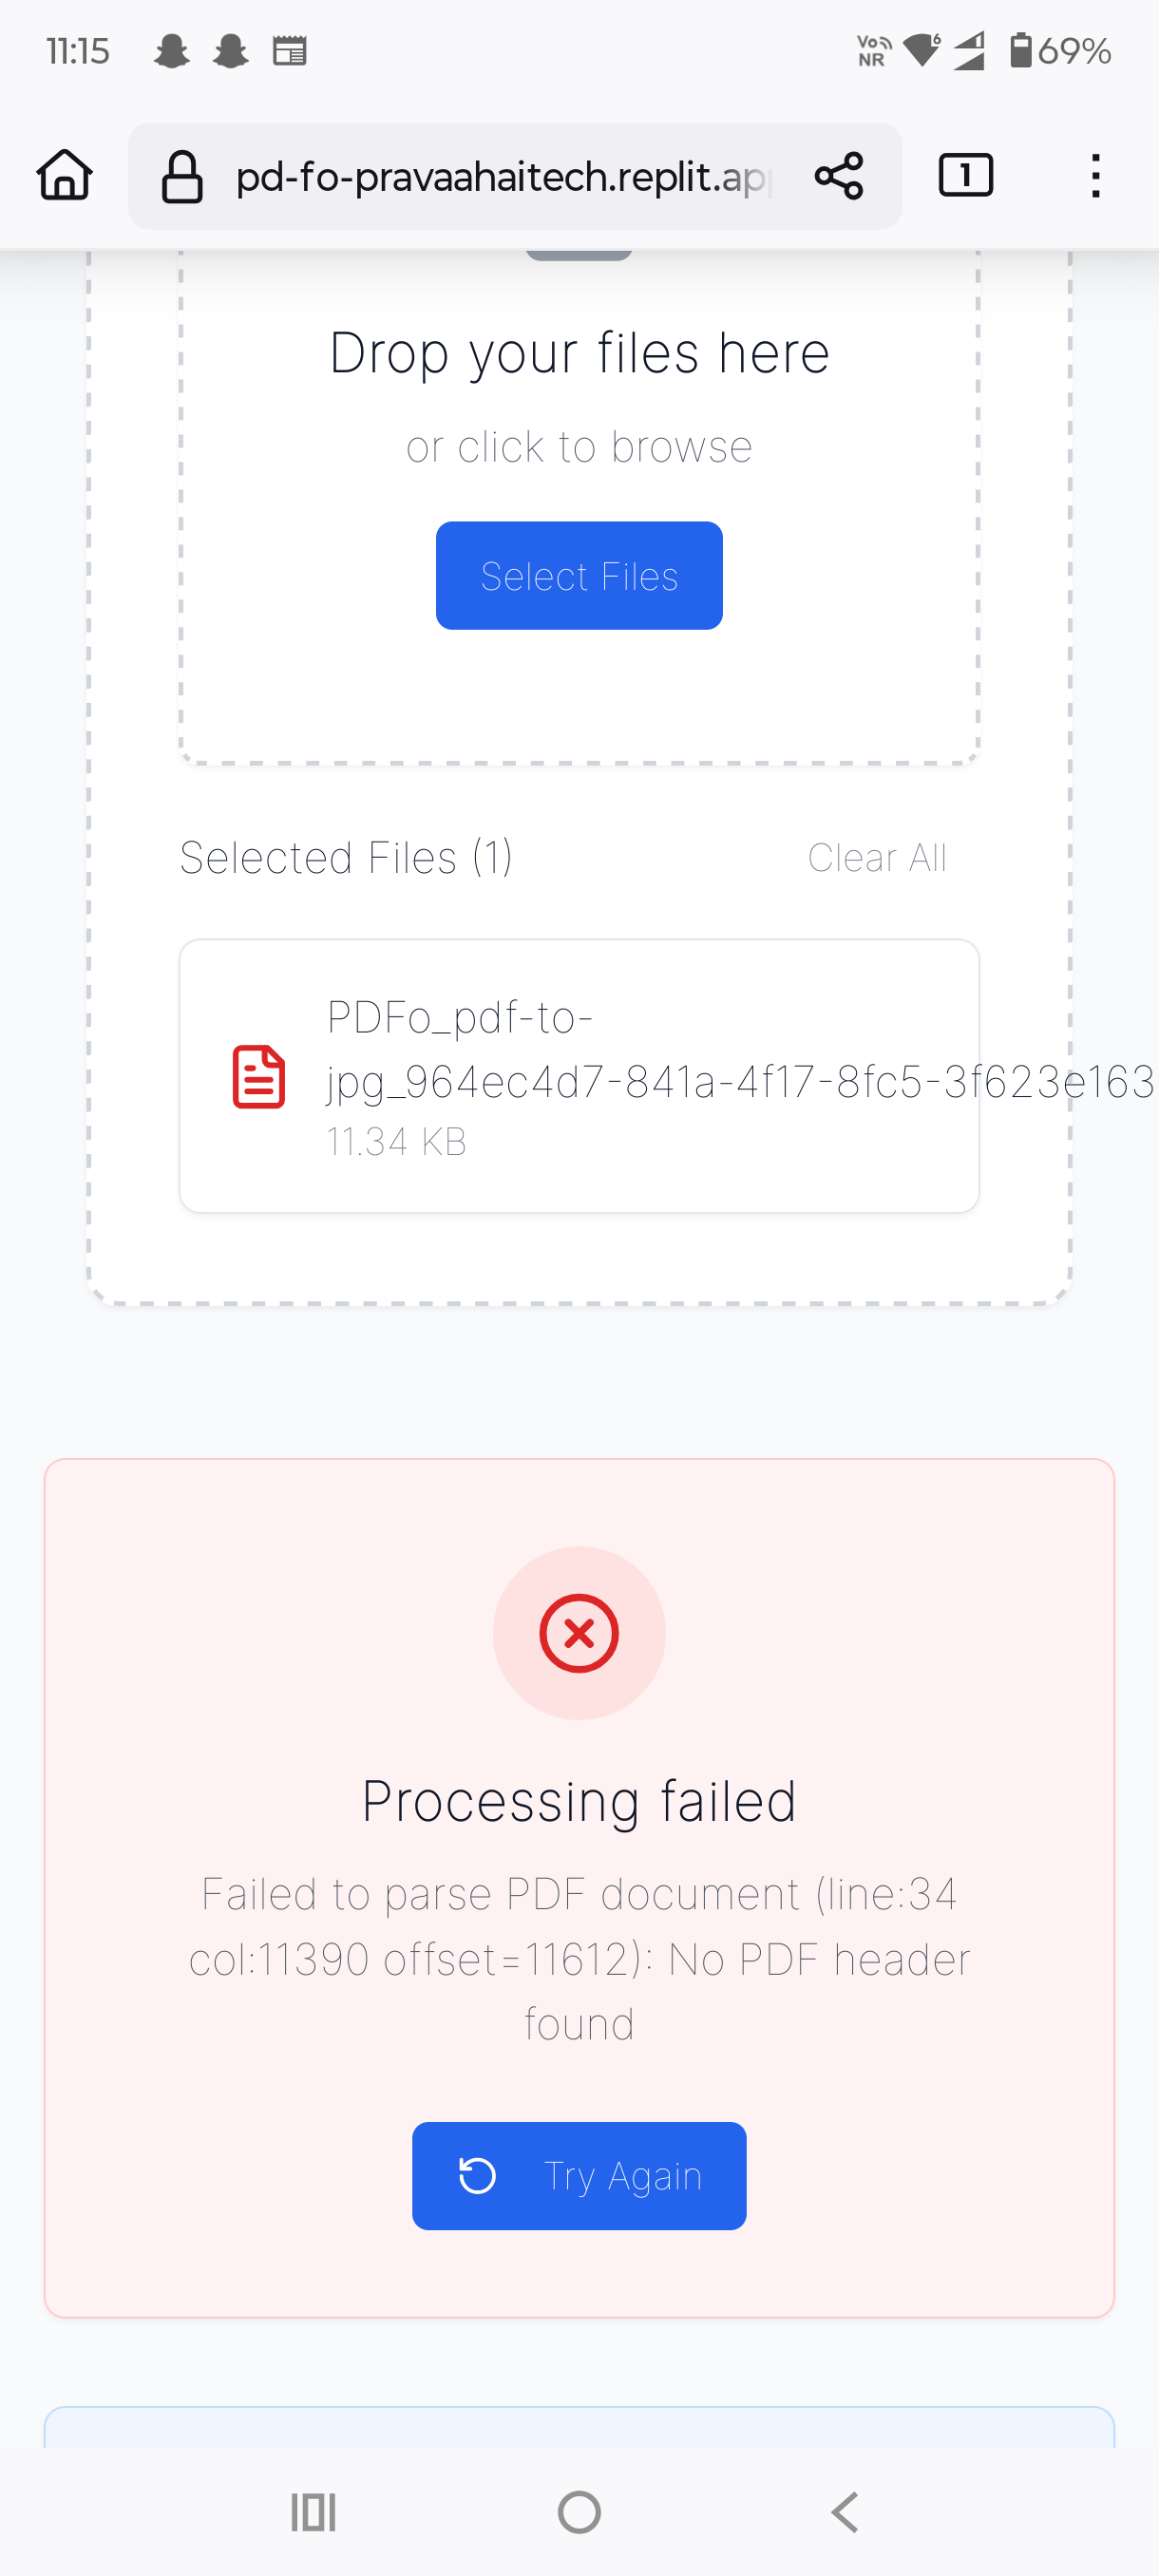 11:15
Vo NR 6 69%
pd-fo-pravaahaitech.replit.ap
1
Drop your files here
or click to browse
Select Files
Selected Files (1)
Clear All
PDFo_pdf-to-
jpg_964ec4d7-841a-4f17-8fc5-3f623e163
11.34 KB
Processing failed
Failed to parse PDF document (line:34
col:11390 offset=11612): No PDF header
found
Try Again